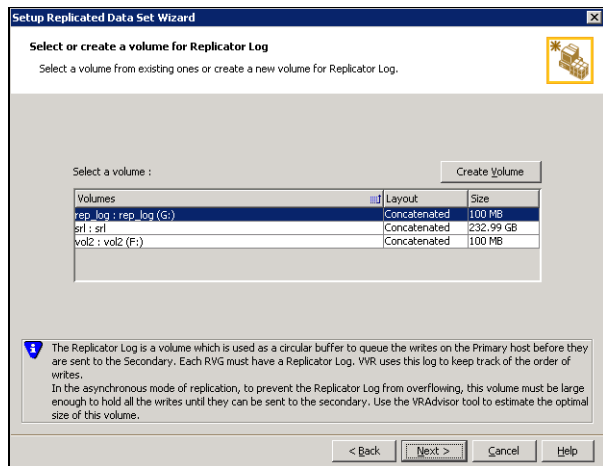 Setup Replicated Data Set Wizard
Select or create a volume for Replicator Log
Select a volume from existing ones or create a new volume for Replicator Log.
Select a volume :
Create Volume
Volumes Layout Size
rep_log : rep_log (G:) Concatenated 100 MB
srl : srl Concatenated 232.99 GB
vol2 : vol2 (F:) Concatenated 100 MB
The Replicator Log is a volume which is used as a circular buffer to queue the writes on the Primary host before they
are sent to the Secondary. Each RVG must have a Replicator Log. VVR uses this log to keep track of the order of
writes.
In the asynchronous mode of replication, to prevent the Replicator Log from overflowing, this volume must be large
enough to hold all the writes until they can be sent to the secondary. Use the VRAdvisor tool to estimate the optimal
size of this volume.
< Back Next > Cancel Help